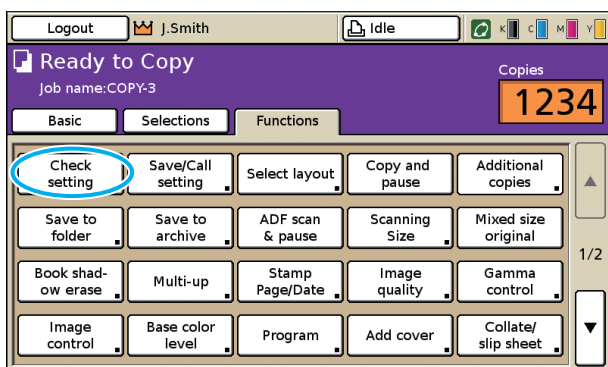 Logout J.Smith Idle K C M Y
Ready to Copy
Job name:COPY-3
Copies
1234
Basic Selections Functions
Check setting
Save/Call setting
Select layout
Copy and pause
Additional copies
Save to folder
Save to archive
ADF scan & pause
Scanning Size
Mixed size original
1/2
Book shad-
ow erase
Multi-up
Stamp Page/Date
Image quality
Gamma control
Image control
Base color level
Program
Add cover
Collate/
slip sheet